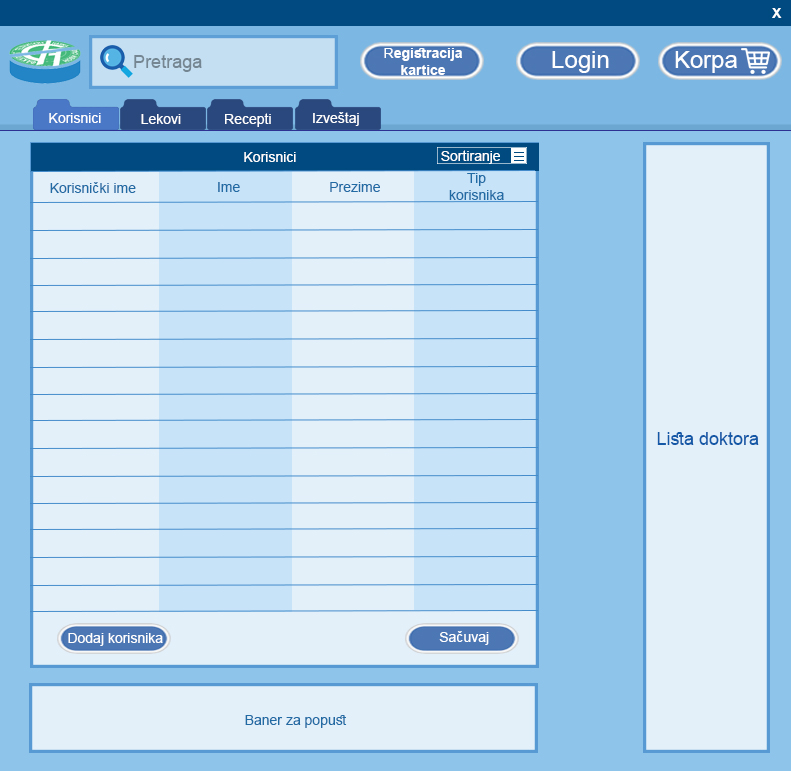 X
Pretraga
Registracija
kartice
Login
Korpa
Korisnici
Lekovi
Recepti
Izveštaj
Korisnici
Sortiranje
Korisnički ime
Ime
Prezime
Tip
korisnika
Lista doktora
Dodaj korisnika
Sačuvaj
Baner za popust